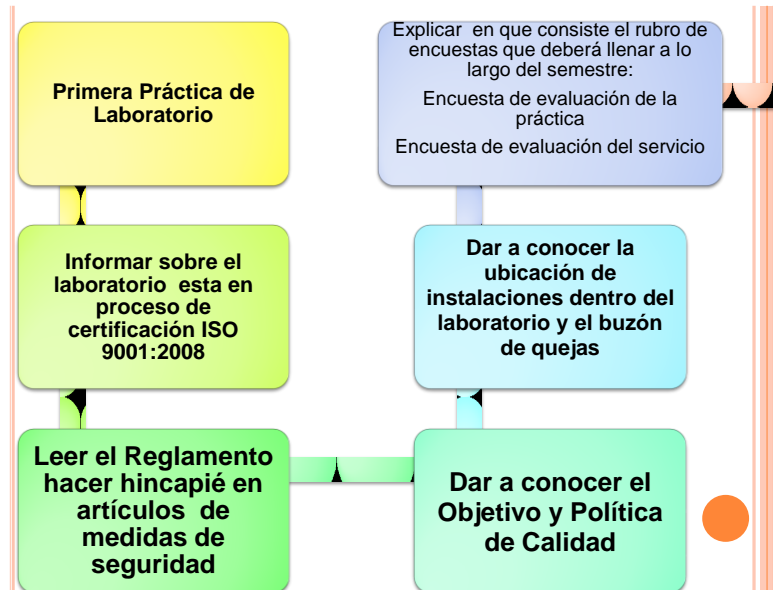 Primera Práctica de
Laboratorio
Informar sobre el
laboratorio esta en
proceso de
certificación ISO
9001:2008
Leer el Reglamento
hacer hincapié en
artículos de
medidas de
seguridad
Dar a conocer el
Objetivo y Política
de Calidad
Dar a conocer la
ubicación de
instalaciones dentro del
laboratorio y el buzón
de quejas
Explicar en que consiste el rubro de
encuestas que deberá llenar a lo
largo del semestre:
Encuesta de evaluación de la
práctica
Encuesta de evaluación del servicio